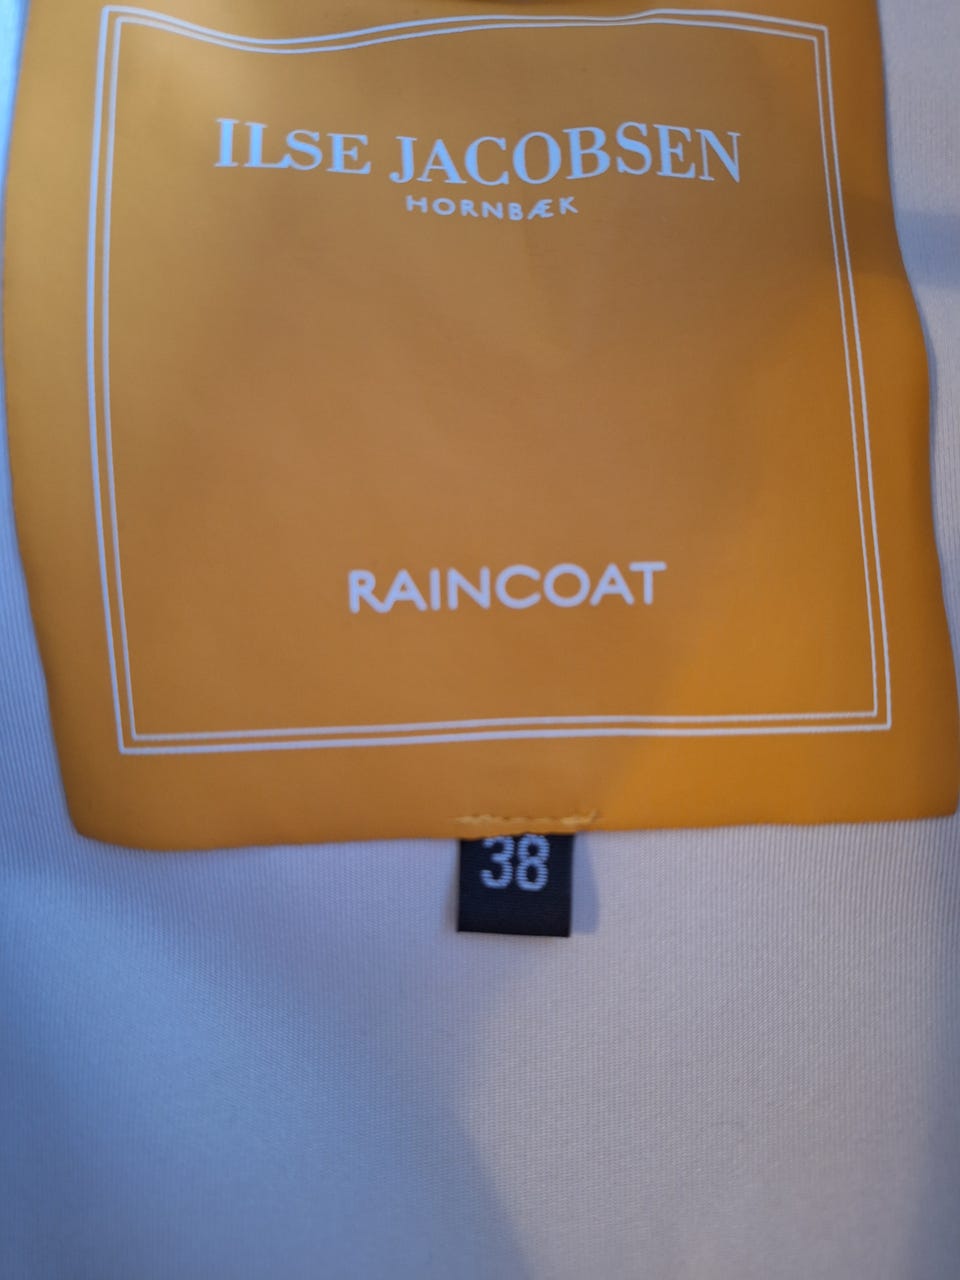 ILSE JACOBSEN
HORNBÆK
RAINCOAT
38